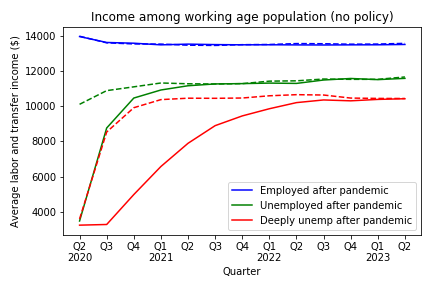 Income among working age population (no policy)
Average labor and transfer income ($)
14000
12000
10000
8000
6000
4000
Employed after pandemic
Unemployed after pandemic
Deeply unemp after pandemic
Q2 Q3 Q4 Q1 Q2 Q3 Q4 Q1 Q2 Q3 Q4 Q1 Q2
2020 2021 2022 2023
Quarter